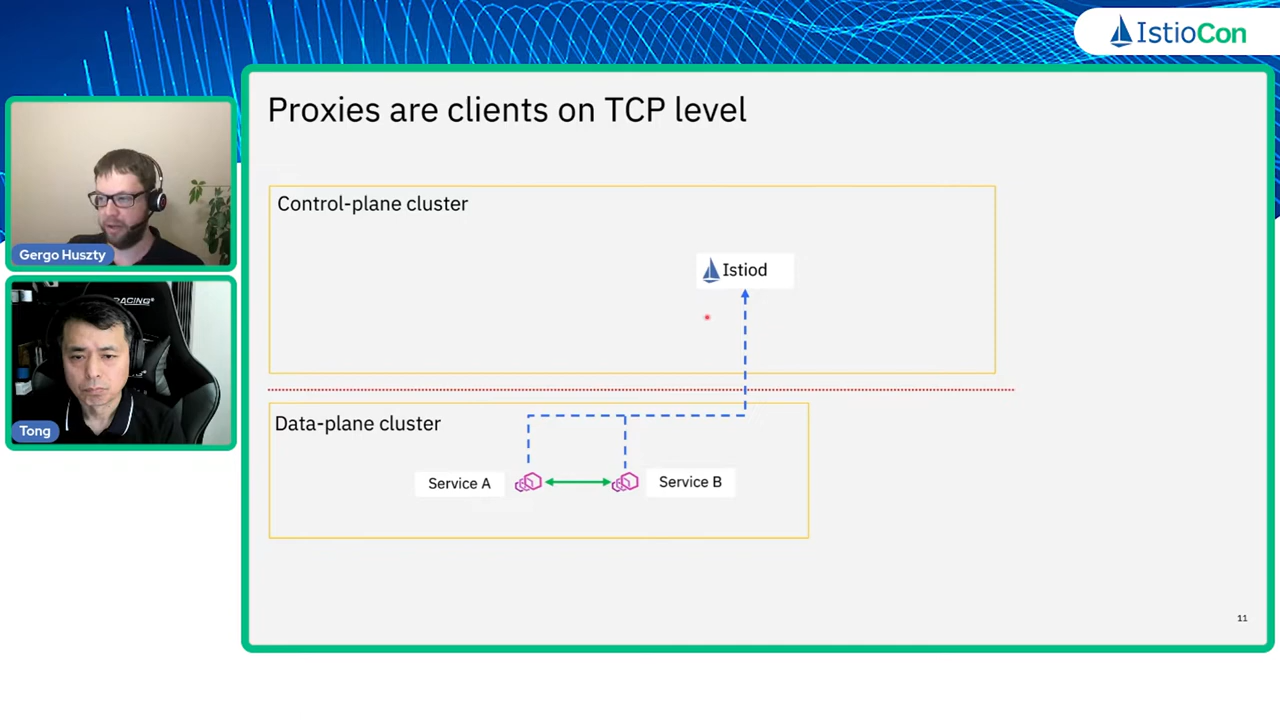 IstioCon
Proxies are clients on TCP level
Control-plane cluster
Istiod
Gergo Huszty
RACING®
Tong
Data-plane cluster
Service A
Service B
11